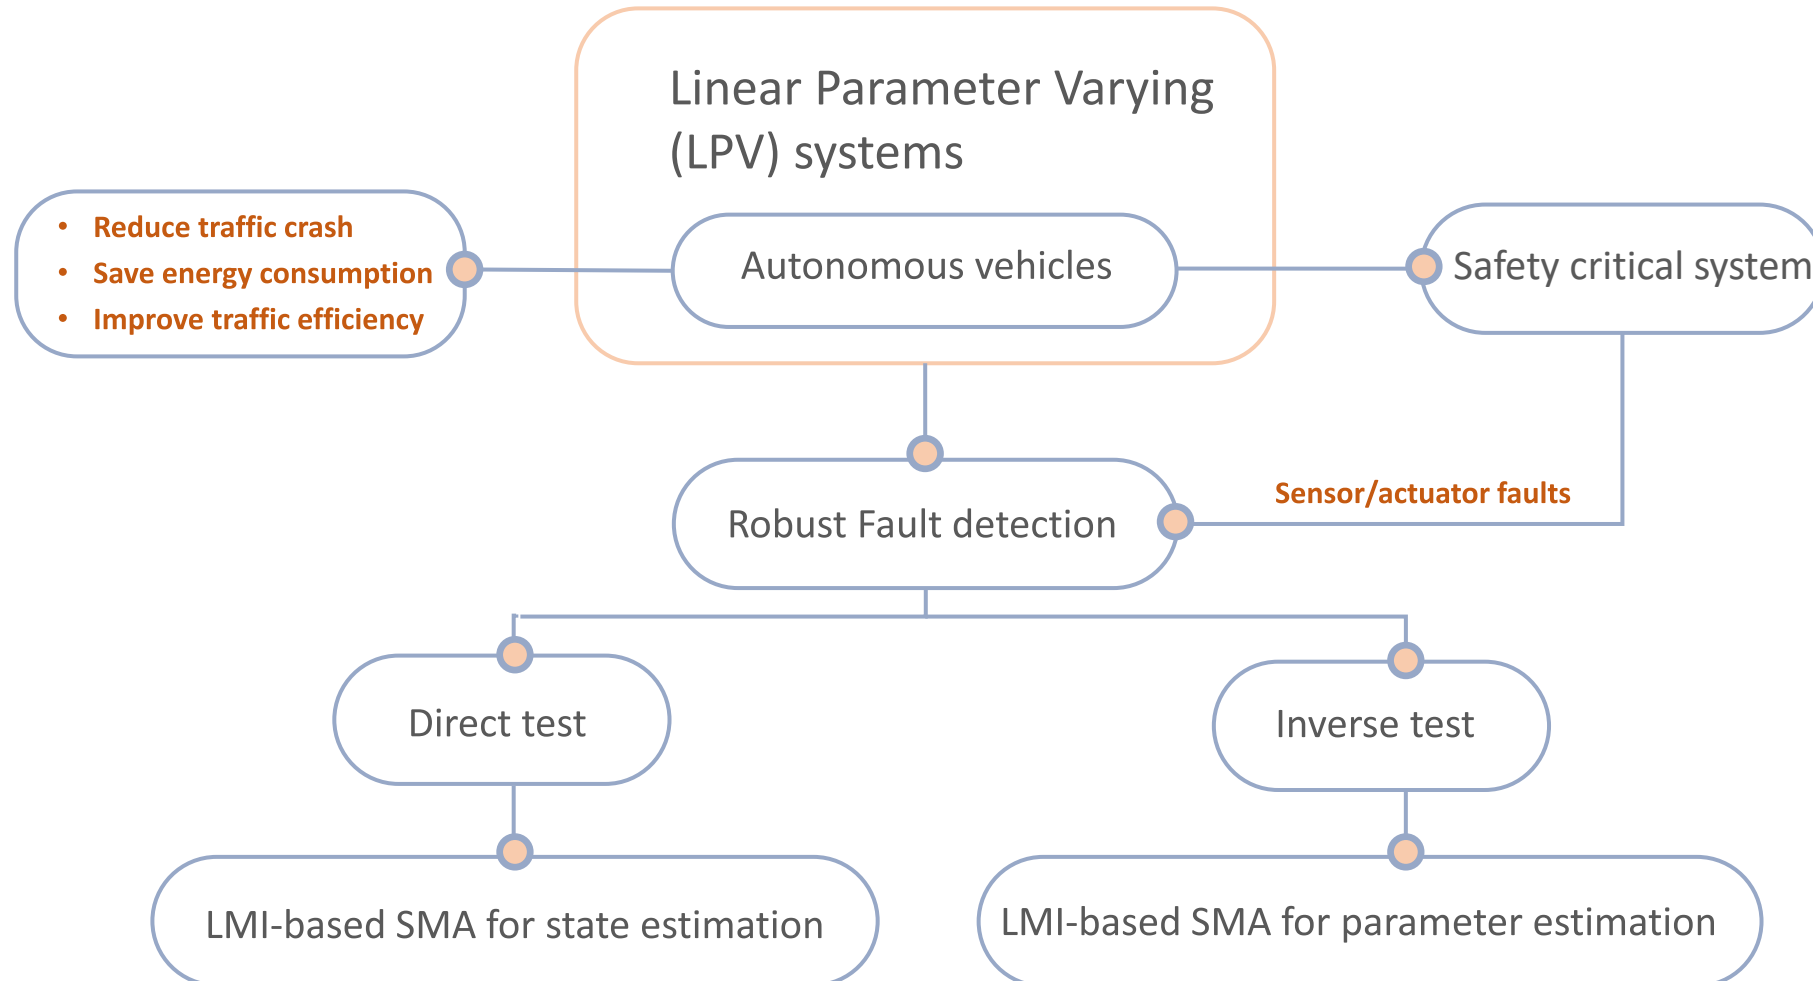 Linear Parameter Varying
(LPV) systems
• Reduce traffic crash
• Save energy consumption
• Improve traffic efficiency
Autonomous vehicles
Safety critical system
Sensor/actuator faults
Robust Fault detection
Direct test
Inverse test
LMI-based SMA for state estimation
LMI-based SMA for parameter estimation